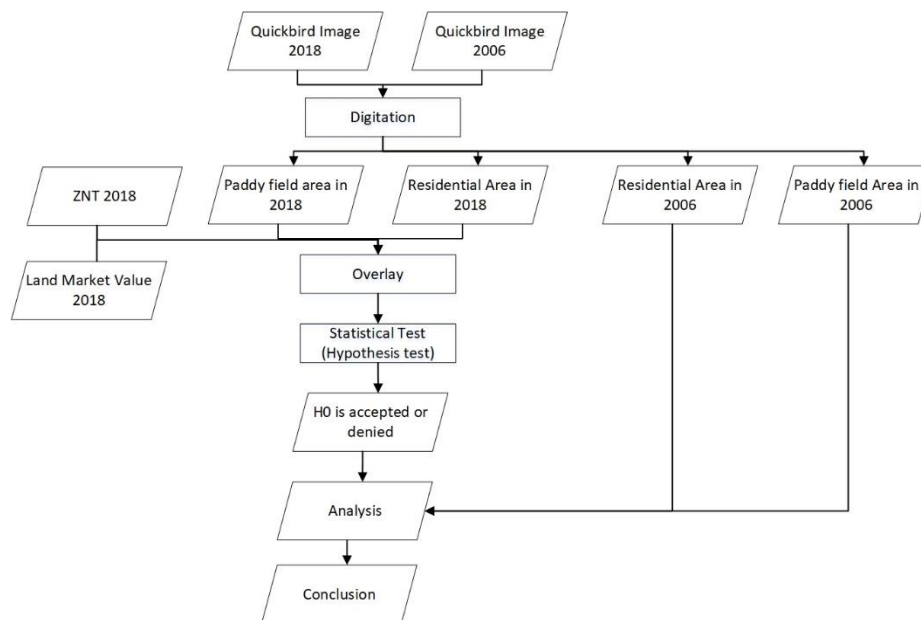 Quickbird Image
2018
Quickbird Image
2006
Digitation
ZNT 2018
Paddy field area in
2018
Residential Area in
2018
Residential Area in
2006
Paddy field Area in
2006
Land Market Value
2018
Overlay
Statistical Test
(Hypothesis test)
H0 is accepted or
denied
Analysis
Conclusion